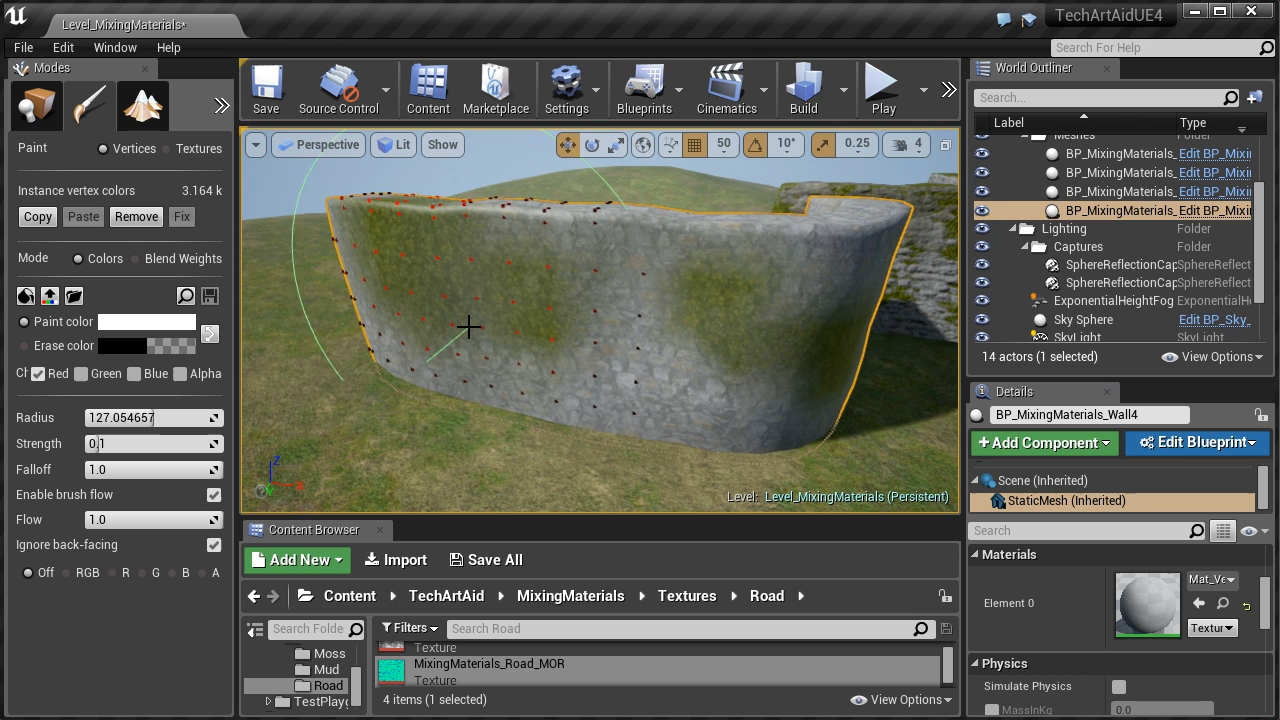 Level_MixingMaterials*
TechArtAidUE4
File Edit Window Help
Search For Help
Modes
Paint Vertices Textures
Instance vertex colors 3.164 k
Copy Paste Remove Fix
Mode Colors Blend Weights
Paint color
Erase color
Red Green Blue Alpha
Radius 127.054657
Strength 0.1
Falloff 1.0
Enable brush flow
Flow 1.0
Ignore back-facing
Off RGB R G B A
Save Source Control Content Marketplace Settings Blueprints Cinematics Build Play
Perspective Lit Show 50 10° 0.25 4
Level: Level_MixingMaterials (Persistent)
Content Browser
Add New Import Save All
Content TechArtAid MixingMaterials Textures Road
Search Folde
Filters Search Road
Moss
Mud
Road
TestPlayg
Texture
MixingMaterials_Road_MOR
Texture
4 items (1 selected) View Options
World Outliner
Search...
Label Type
Meshes Folder
BP_MixingMaterials_ Edit BP_Mixi
BP_MixingMaterials_ Edit BP_Mixi
BP_MixingMaterials_ Edit BP_Mixi
BP_MixingMaterials_ Edit BP_Mixi
Lighting Folder
Captures Folder
SphereReflectionCap SphereReflect
SphereReflectionCap SphereReflect
ExponentialHeightFog ExponentialH
Sky Sphere Edit BP_Sky_
SkyLight SkyLight
14 actors (1 selected) View Options
Details
BP_MixingMaterials_Wall4
+Add Component Edit Blueprint
Scene (Inherited)
StaticMesh (Inherited)
Search
Materials
Element 0 Mat_Ve
Textur
Physics
Simulate Physics
MassInKg 0.0